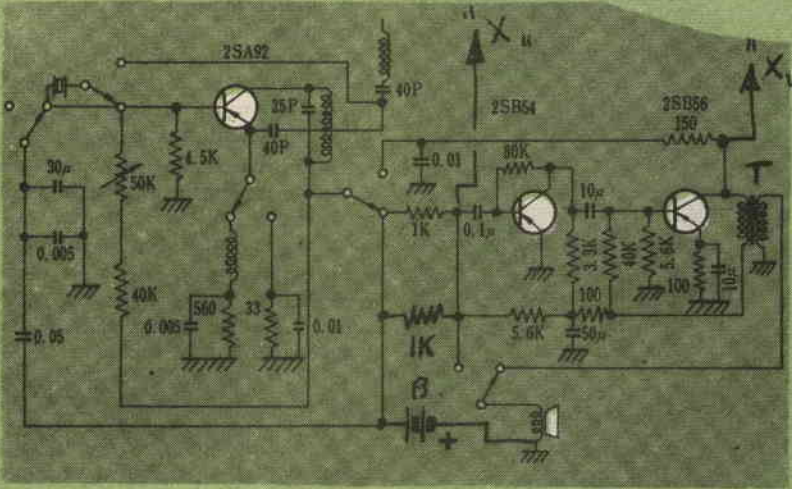 "X"
"X
2SA92
40P
25P
2SB54
2SB56
150
T
30μ
50K
4.5K
40P
0.01
80K
10μ
0.005
1K
0.1μ
3.3K
40K
5.6K
100
10μ
40K
0.005
560
33
0.01
5.6K
100
50μ
0.05
1K
B
+